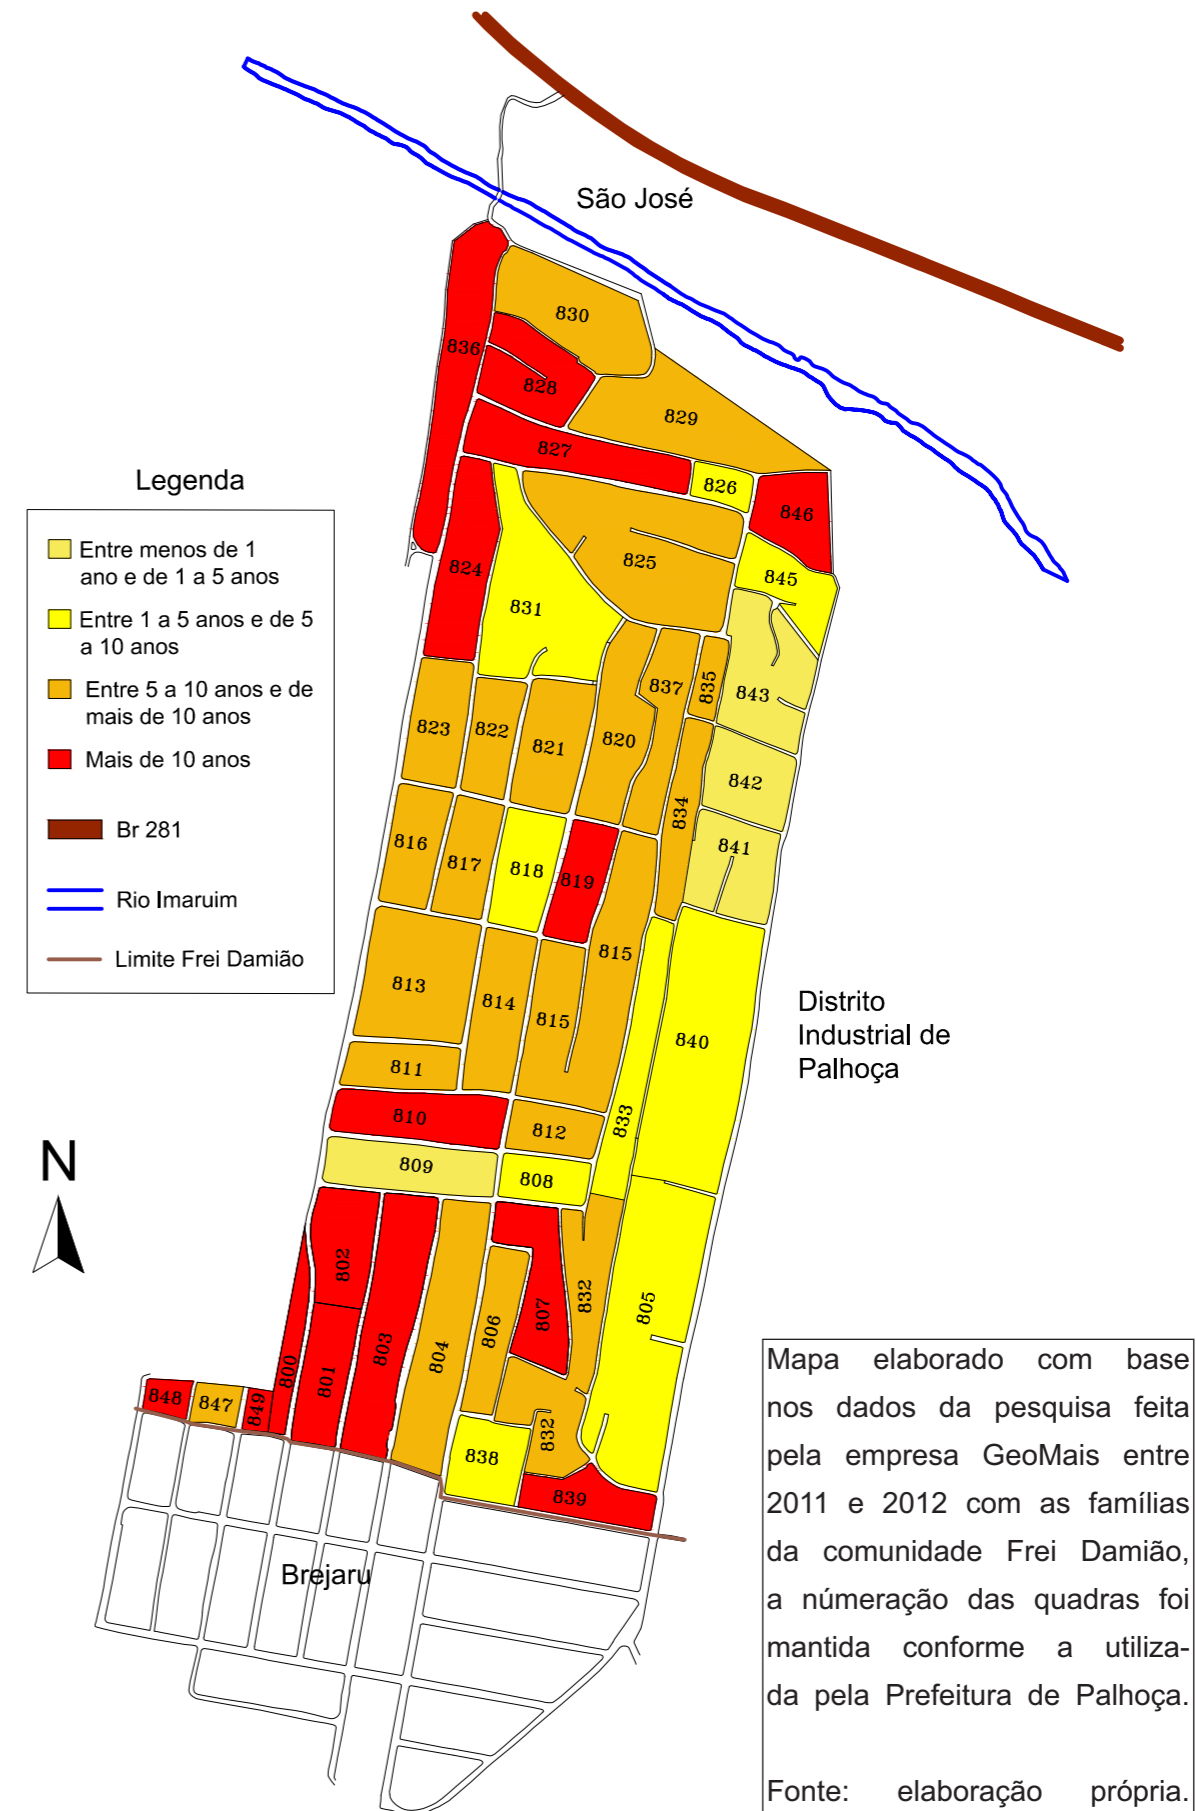 São José
830
836
828
829
827
826
846
Legenda
Entre menos de 1
ano e de 1 a 5 anos
Entre 1 a 5 anos e de 5
a 10 anos
Entre 5 a 10 anos e de
mais de 10 anos
Mais de 10 anos
Br 281
Rio Imaruim
Limite Frei Damião
825
824
845
831
837
835
843
823
822
821
820
842
834
816
817
818
819
841
815
813
814
815
840
Distrito
Industrial de
Palhoça
811
810
812
833
809
808
N
802
807
832
805
806
804
803
801
800
848
847
849
832
838
839
Brejaru
Mapa elaborado com base
nos dados da pesquisa feita
pela empresa GeoMais entre
2011 e 2012 com as famílias
da comunidade Frei Damião,
a númeração das quadras foi
mantida conforme a utiliza-
da pela Prefeitura de Palhoça.
Fonte: elaboração própria.